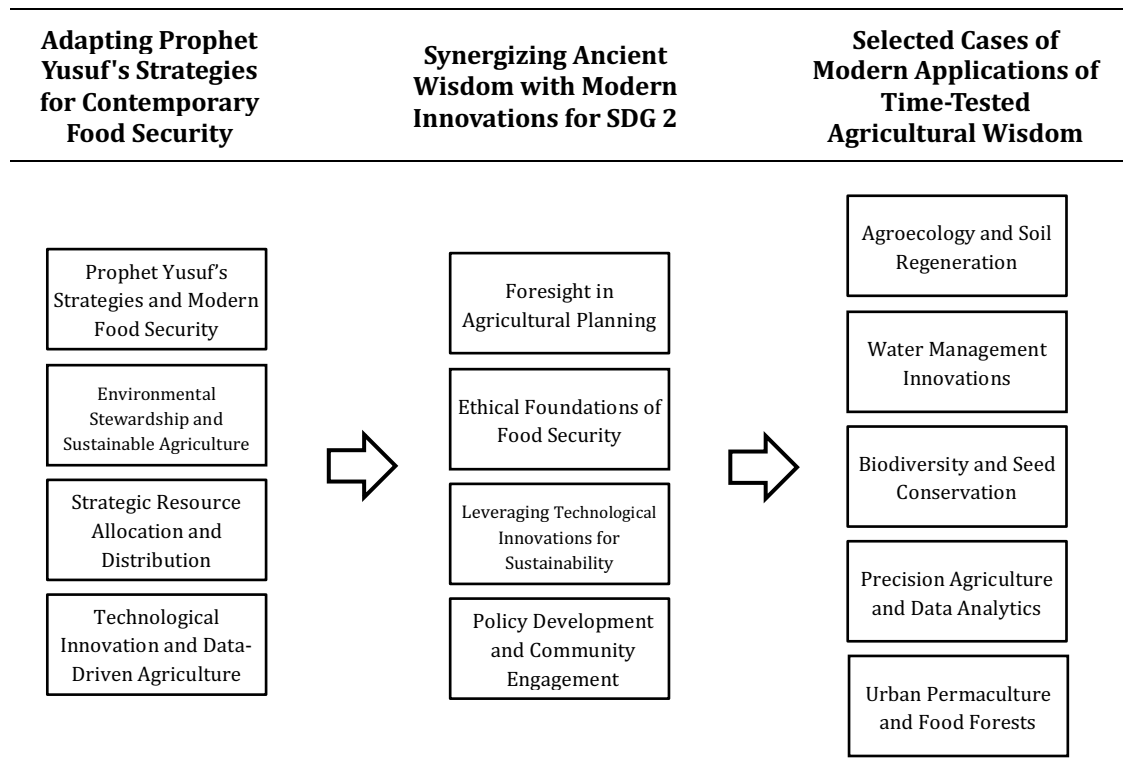 Adapting Prophet
Yusuf's Strategies
for Contemporary
Food Security
Synergizing Ancient
Wisdom with Modern
Innovations for SDG 2
Selected Cases of
Modern Applications of
Time-Tested
Agricultural Wisdom
Prophet Yusuf’s
Strategies and Modern
Food Security
Environmental
Stewardship and
Sustainable Agriculture
Strategic Resource
Allocation and
Distribution
Technological
Innovation and Data-
Driven Agriculture
Foresight in
Agricultural Planning
Ethical Foundations of
Food Security
Leveraging Technological
Innovations for
Sustainability
Policy Development
and Community
Engagement
Agroecology and Soil
Regeneration
Water Management
Innovations
Biodiversity and Seed
Conservation
Precision Agriculture
and Data Analytics
Urban Permaculture
and Food Forests